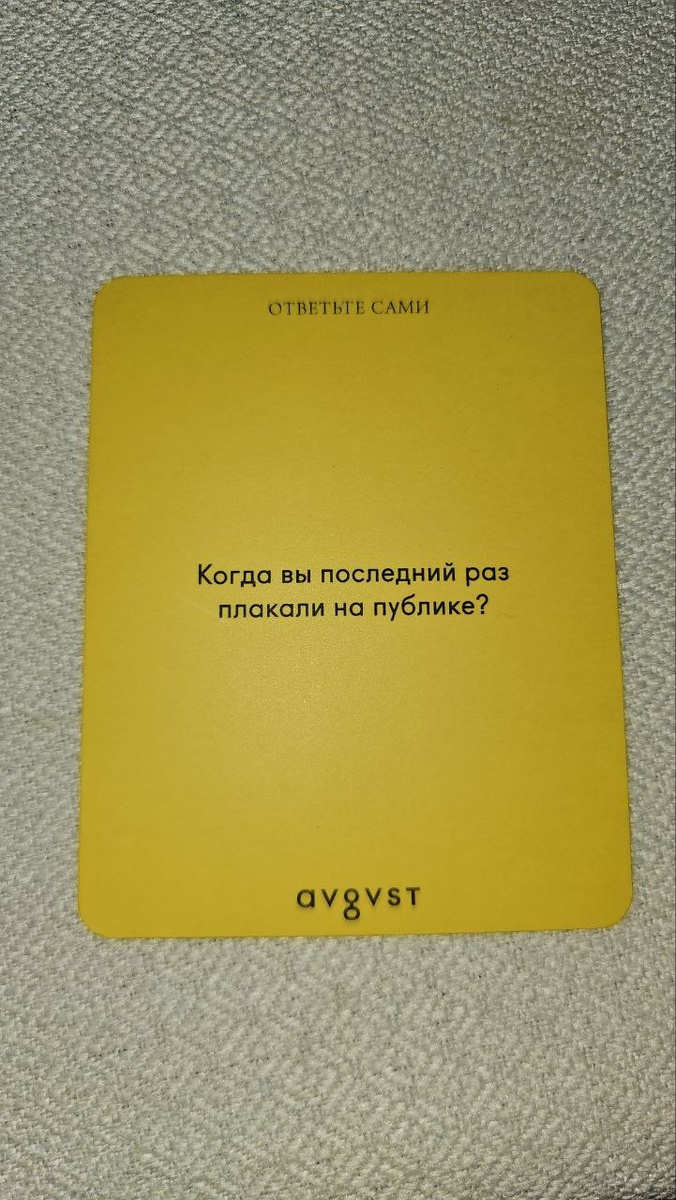 ОТВЕТЬТЕ САМИ
Когда вы последний раз
плакали на публике?
avgvst